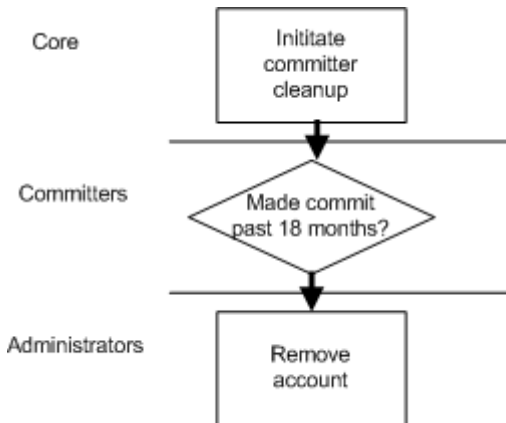 Core
Inititate
committer
cleanup
Committers
Made commit
past 18 months?
Administrators
Remove
account